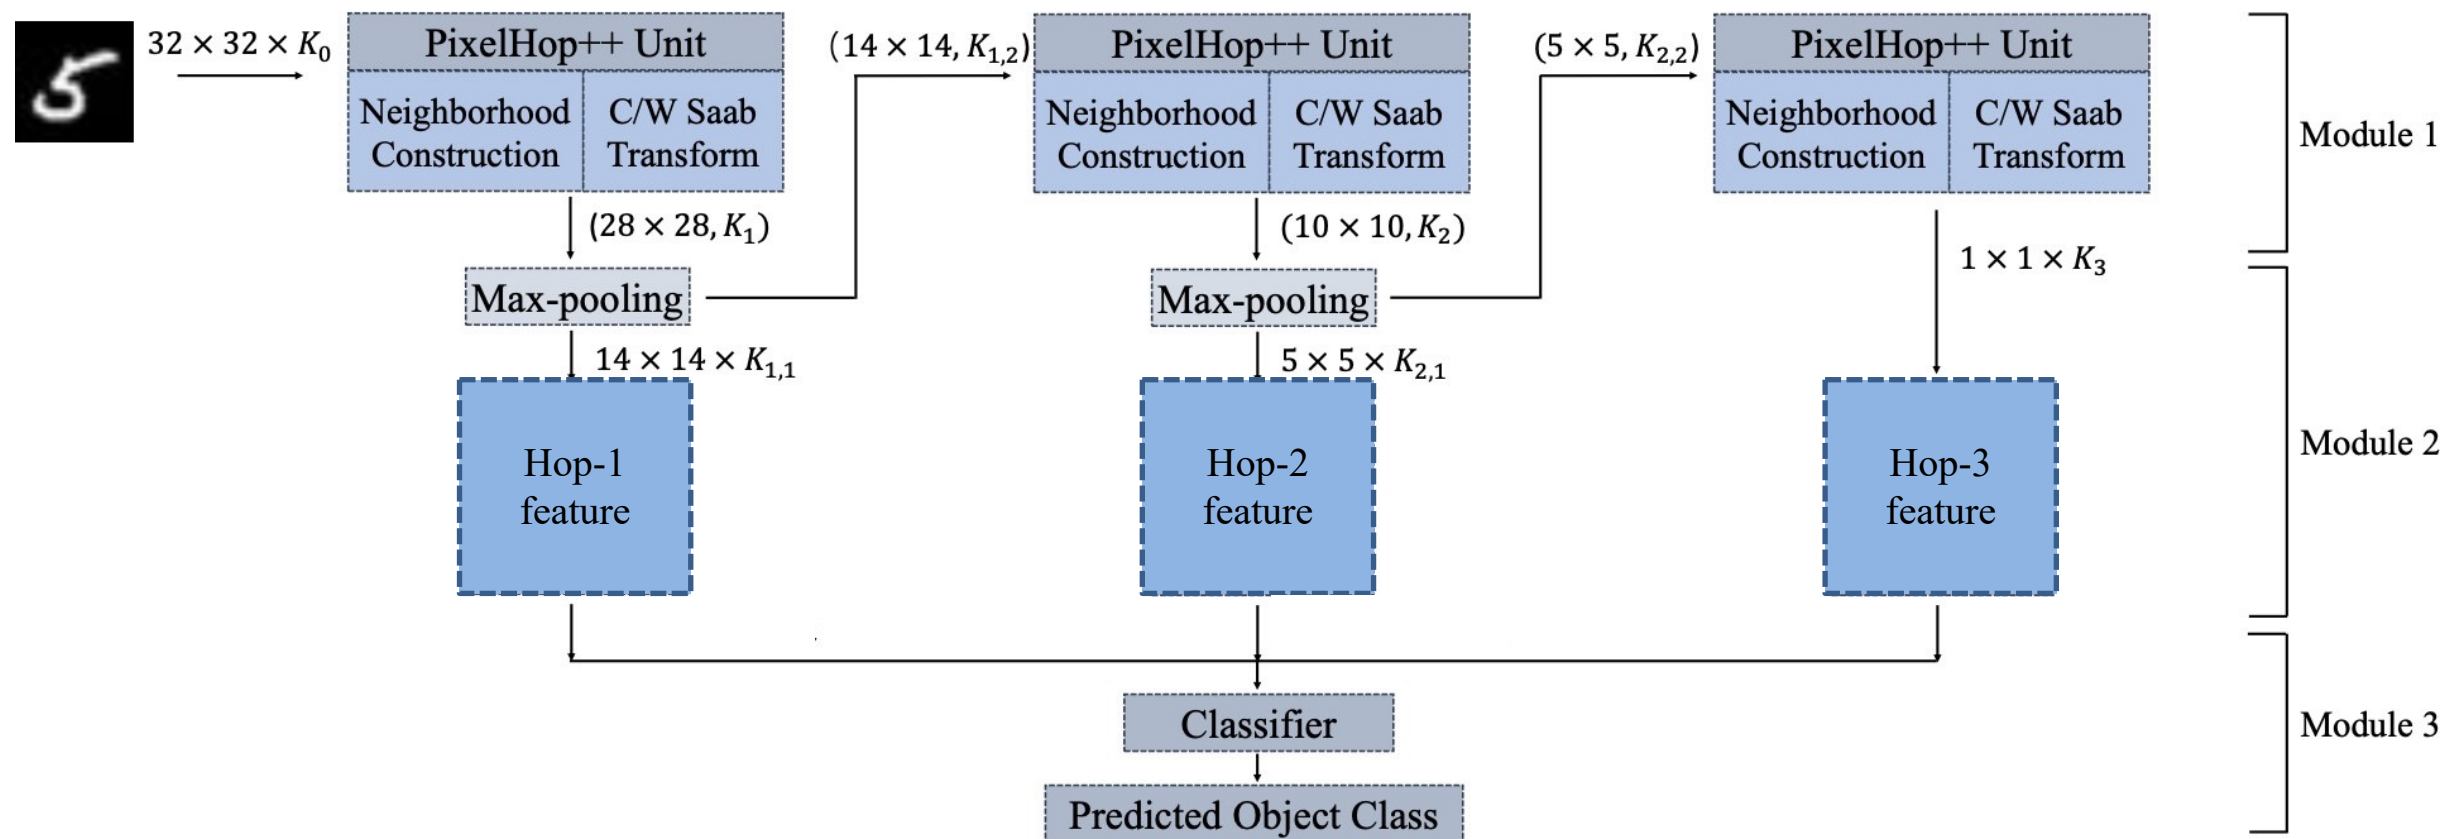 32 × 32 × K₀
PixelHop++ Unit
Neighborhood
Construction
C/W Saab
Transform
(28 × 28, K₁)
Max-pooling
14 × 14 × K₁,₁
Hop-1
feature
(14 × 14, K₁,₂)
PixelHop++ Unit
Neighborhood
Construction
C/W Saab
Transform
(10 × 10, K₂)
Max-pooling
5 × 5 × K₂,₁
Hop-2
feature
(5 × 5, K₂,₂)
PixelHop++ Unit
Neighborhood
Construction
C/W Saab
Transform
1 × 1 × K₃
Hop-3
feature
Classifier
Predicted Object Class
Module 1
Module 2
Module 3